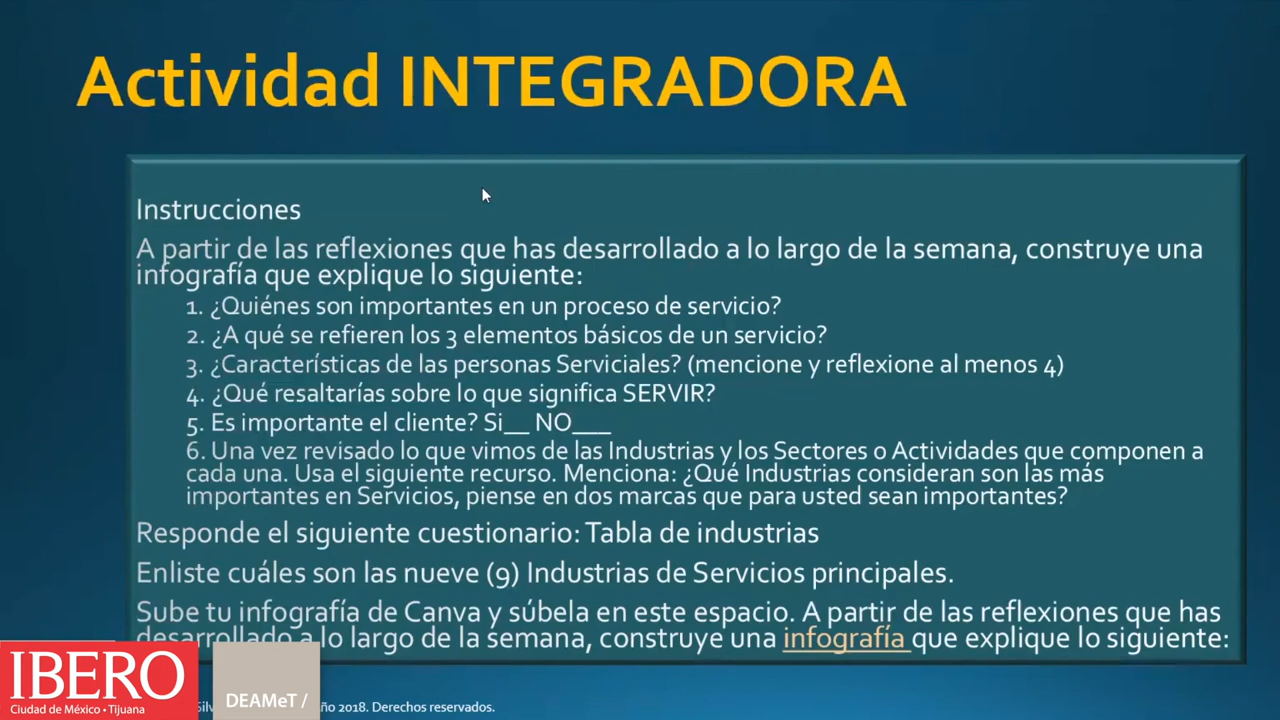 Actividad INTEGRADORA
Instrucciones
A partir de las reflexiones que has desarrollado a lo largo de la semana, construye una
infografía que explique lo siguiente:
1. ¿Quiénes son importantes en un proceso de servicio?
2. ¿A qué se refieren los 3 elementos básicos de un servicio?
3. ¿Características de las personas Serviciales? (mencione y reflexione al menos 4)
4. ¿Qué resaltarías sobre lo que significa SERVIR?
5. Es importante el cliente? Si__ NO___
6. Una vez revisado lo que vimos de las Industrias y los Sectores o Actividades que componen a
cada una. Usa el siguiente recurso. Menciona: ¿Qué Industrias consideran son las más
importantes en Servicios, piense en dos marcas que para usted sean importantes?
Responde el siguiente cuestionario: Tabla de industrias
Enliste cuáles son las nueve (9) Industrias de Servicios principales.
Sube tu infografía de Canva y súbela en este espacio. A partir de las reflexiones que has
desarrollado a lo largo de la semana, construye una infografía que explique lo siguiente:
IBERO
Ciudad de México • Tijuana
DEAMeT /
2018. Derechos reservados.